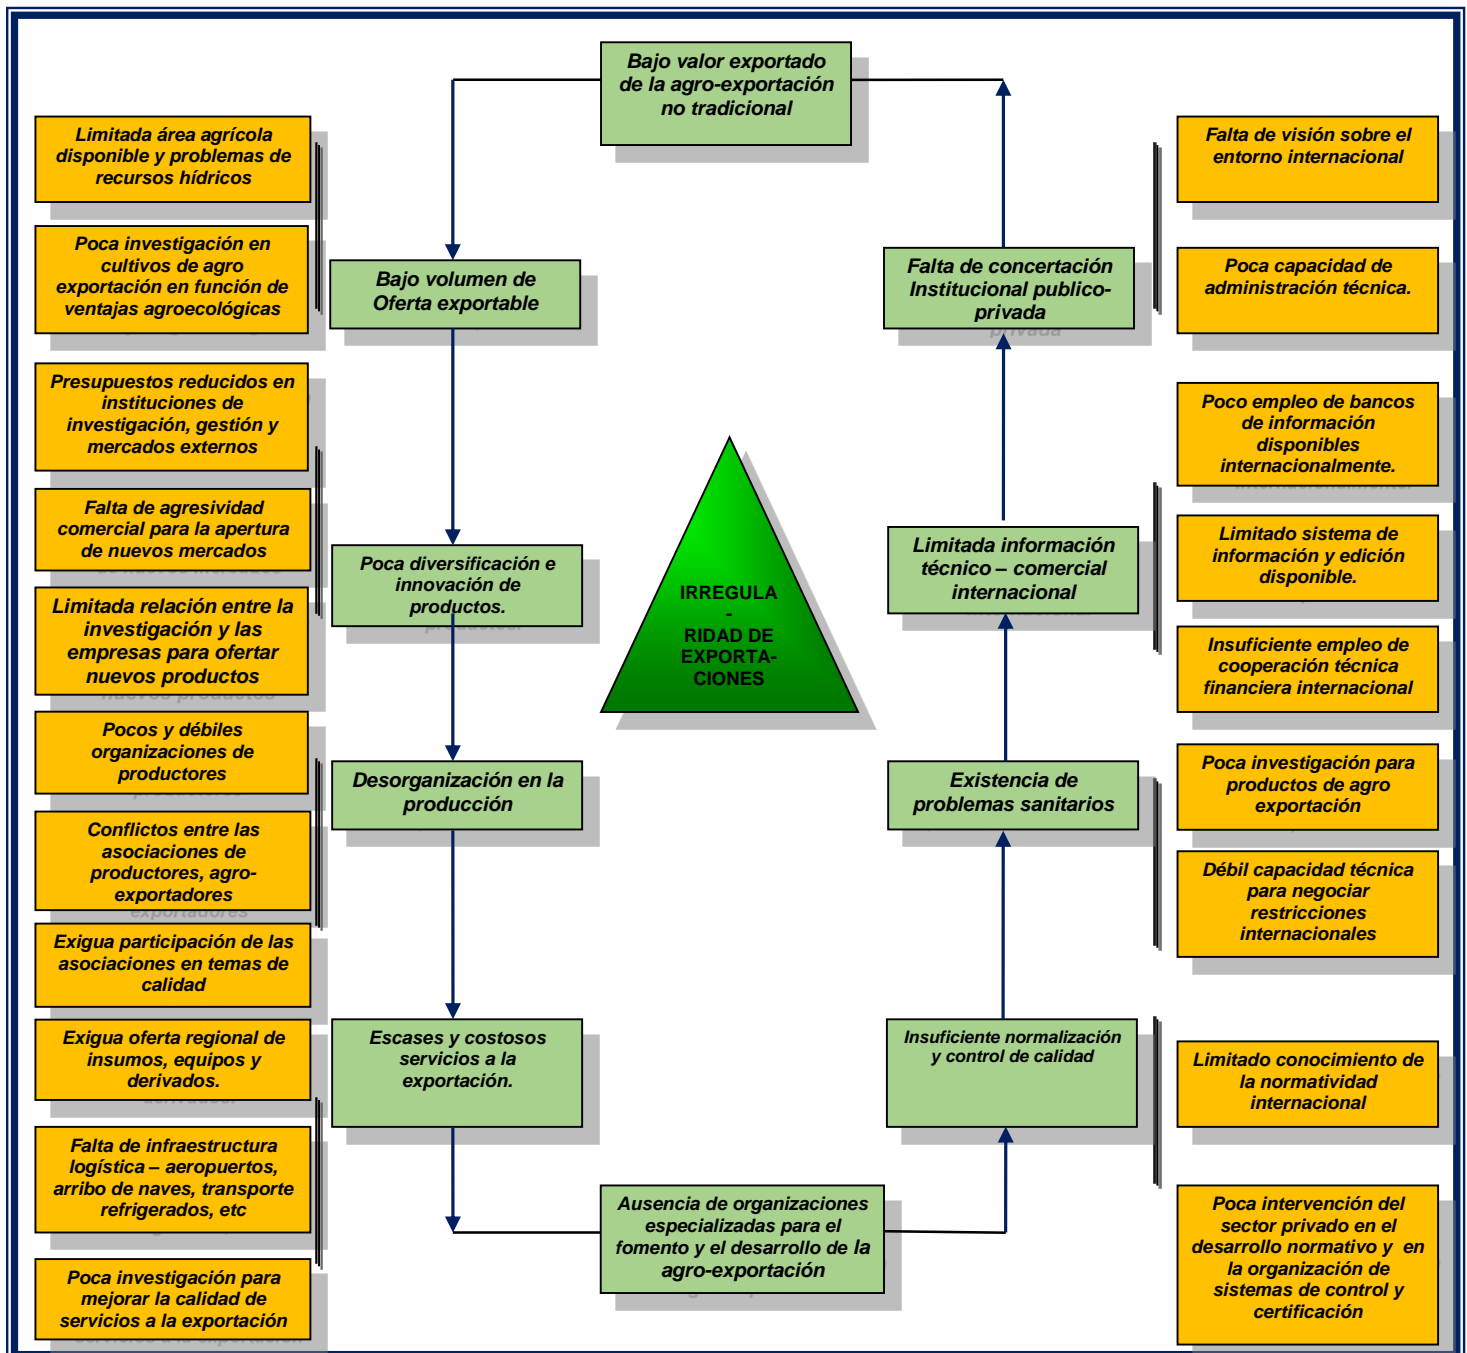 Bajo valor exportado
de la agro-exportación
no tradicional
Limitada área agrícola
disponible y problemas de
recursos hídricos
Poca investigación en
cultivos de agro
exportación en función de
ventajas agroecológicas
Presupuestos reducidos en
instituciones de
investigación, gestión y
mercados externos
Falta de agresividad
comercial para la apertura
de nuevos mercados
Limitada relación entre la
investigación y las
empresas para ofertar
nuevos productos
Pocos y débiles
organizaciones de
productores
Conflictos entre las
asociaciones de
productores, agro-
exportadores
Exigua participación de las
asociaciones en temas de
calidad
Exigua oferta regional de
insumos, equipos y
derivados.
Falta de infraestructura
logística – aeropuertos,
arribo de naves, transporte
refrigerados, etc
Poca investigación para
mejorar la calidad de
servicios a la exportación
Bajo volumen de
Oferta exportable
Poca diversificación e
innovación de
productos.
Desorganización en la
producción
Escases y costosos
servicios a la
exportación.
IRREGULA
-
RIDAD DE
EXPORTA-
CIONES
Ausencia de organizaciones
especializadas para el
fomento y el desarrollo de la
agro-exportación
Falta de concertación
Institucional publico-
privada
Limitada información
técnico – comercial
internacional
Existencia de
problemas sanitarios
Insuficiente normalización
y control de calidad
Falta de visión sobre el
entorno internacional
Poca capacidad de
administración técnica.
Poco empleo de bancos
de información
disponibles
internacionalmente.
Limitado sistema de
información y edición
disponible.
Insuficiente empleo de
cooperación técnica
financiera internacional
Poca investigación para
productos de agro
exportación
Débil capacidad técnica
para negociar
restricciones
internacionales
Limitado conocimiento de
la normatividad
internacional
Poca intervención del
sector privado en el
desarrollo normativo y en
la organización de
sistemas de control y
certificación